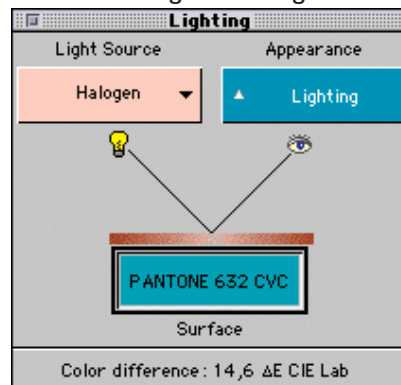 Lighting
Light Source Appearance
Halogen Lighting
PANTONE 632 CVC
Surface
Color difference: 14,6 ΔE CIE Lab